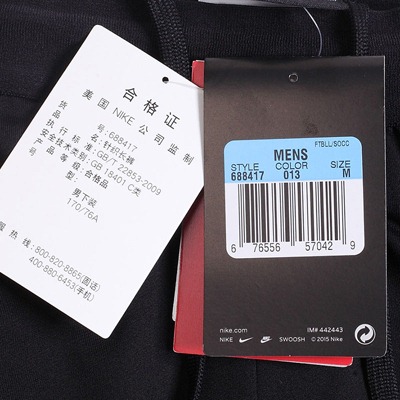 合格证
美国 NIKE 公司监制
货号：688417
品名：针织长裤
执行标准：GB/T 22853-2009
安全技术类别：GB 18401 C类
产品等级：合格品
男下装
170/76A
服务热线：800-820-8865(固话)
400-880-6453(手机)
FTBLL/SOCC
MENS
STYLE COLOR SIZE
688417 013 M
6 76556 57042 9
nike.com
NIKE SWOOSH
IM# 442443
© 2015 Nike